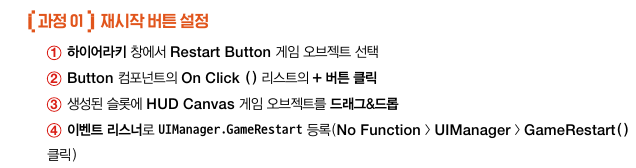 [과정 01] 재시작 버튼 설정
① 하이어라키 창에서 Restart Button 게임 오브젝트 선택
② Button 컴포넌트의 On Click () 리스트의 + 버튼 클릭
③ 생성된 슬롯에 HUD Canvas 게임 오브젝트를 드래그&드롭
④ 이벤트 리스너로 UIManager.GameRestart 등록(No Function > UIManager > GameRestart()
클릭)